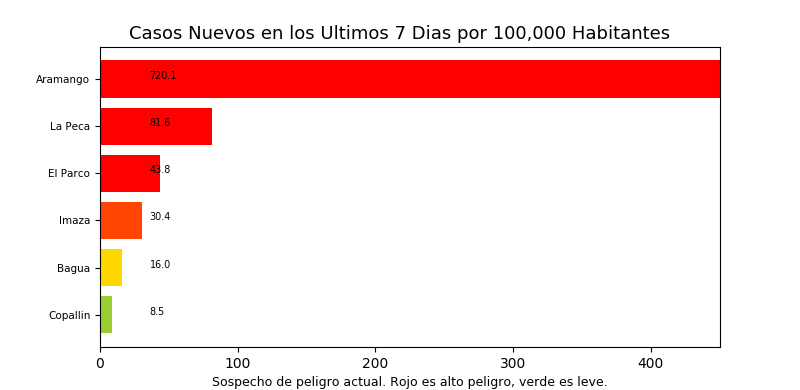 Casos Nuevos en los Ultimos 7 Dias por 100,000 Habitantes
Aramango 720.1
La Peca 81.6
El Parco 43.8
Imaza 30.4
Bagua 16.0
Copallin 8.5
0 100 200 300 400
Sospecho de peligro actual. Rojo es alto peligro, verde es leve.